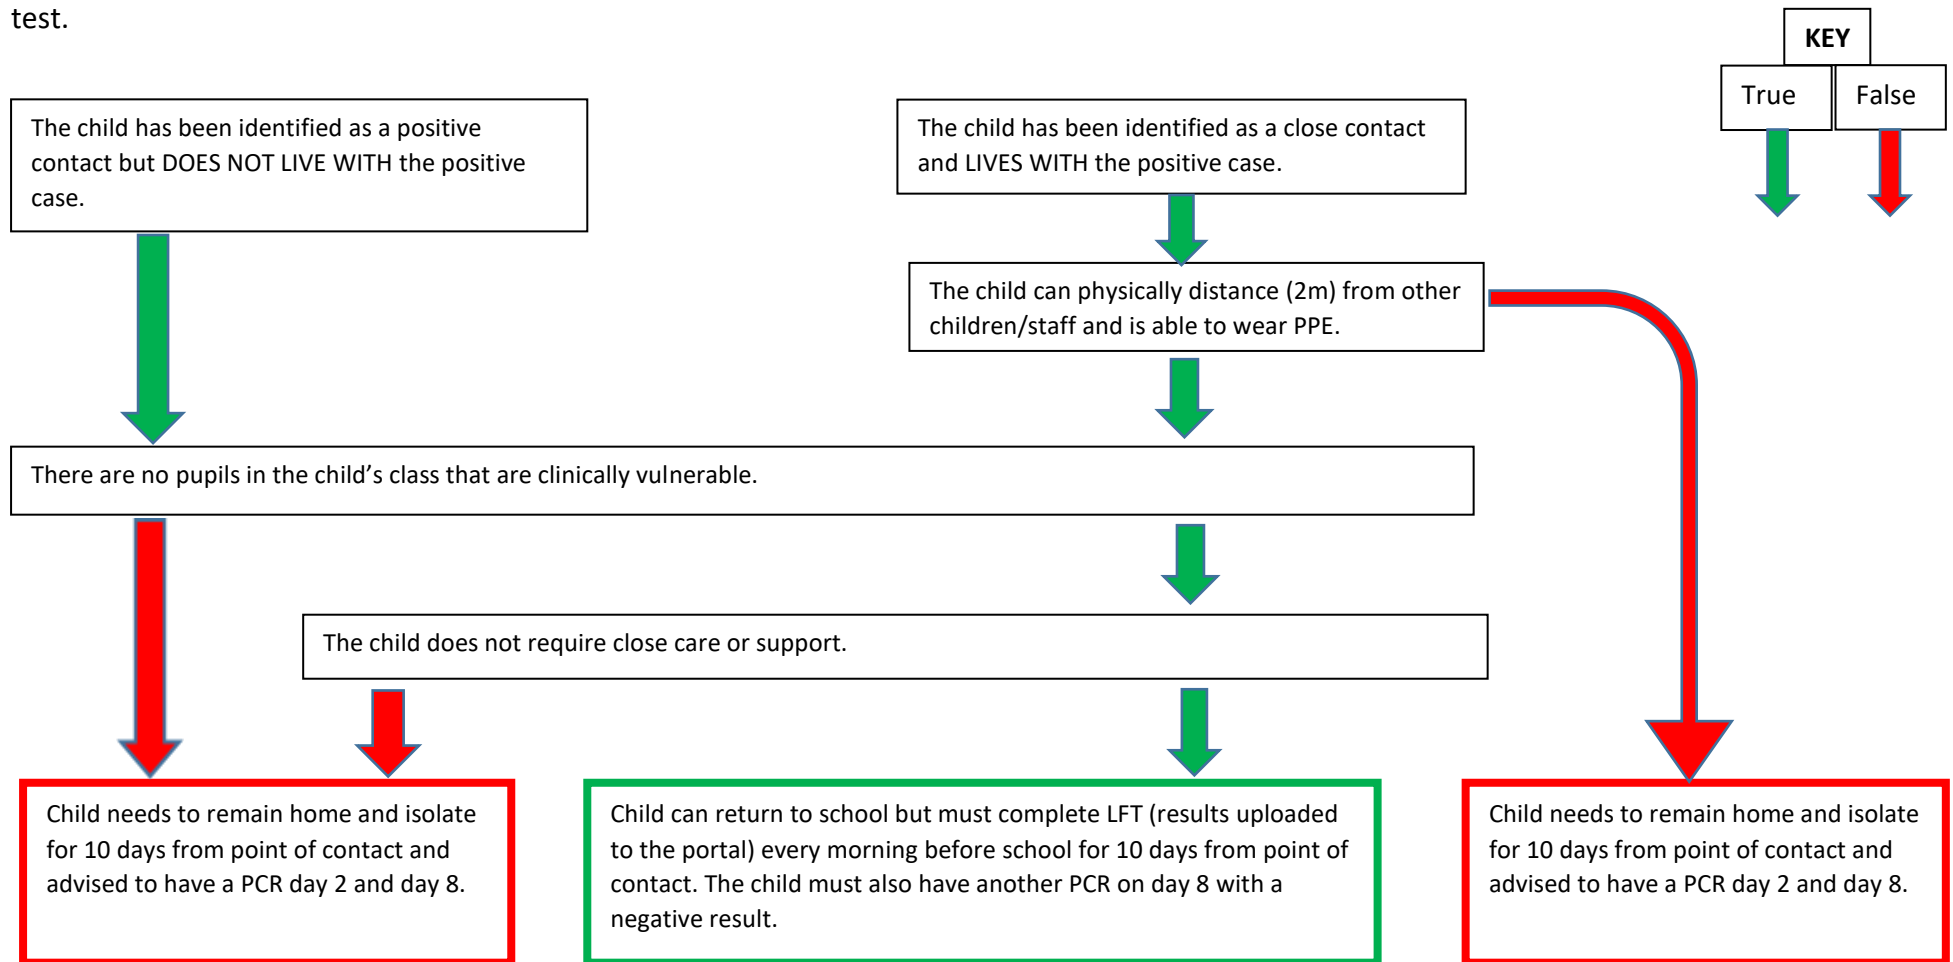 test.
KEY
True
False
The child has been identified as a positive
contact but DOES NOT LIVE WITH the positive
case.
The child has been identified as a close contact
and LIVES WITH the positive case.
The child can physically distance (2m) from other
children/staff and is able to wear PPE.
There are no pupils in the child’s class that are clinically vulnerable.
The child does not require close care or support.
Child needs to remain home and isolate
for 10 days from point of contact and
advised to have a PCR day 2 and day 8.
Child can return to school but must complete LFT (results uploaded
to the portal) every morning before school for 10 days from point of
contact. The child must also have another PCR on day 8 with a
negative result.
Child needs to remain home and isolate
for 10 days from point of contact and
advised to have a PCR day 2 and day 8.